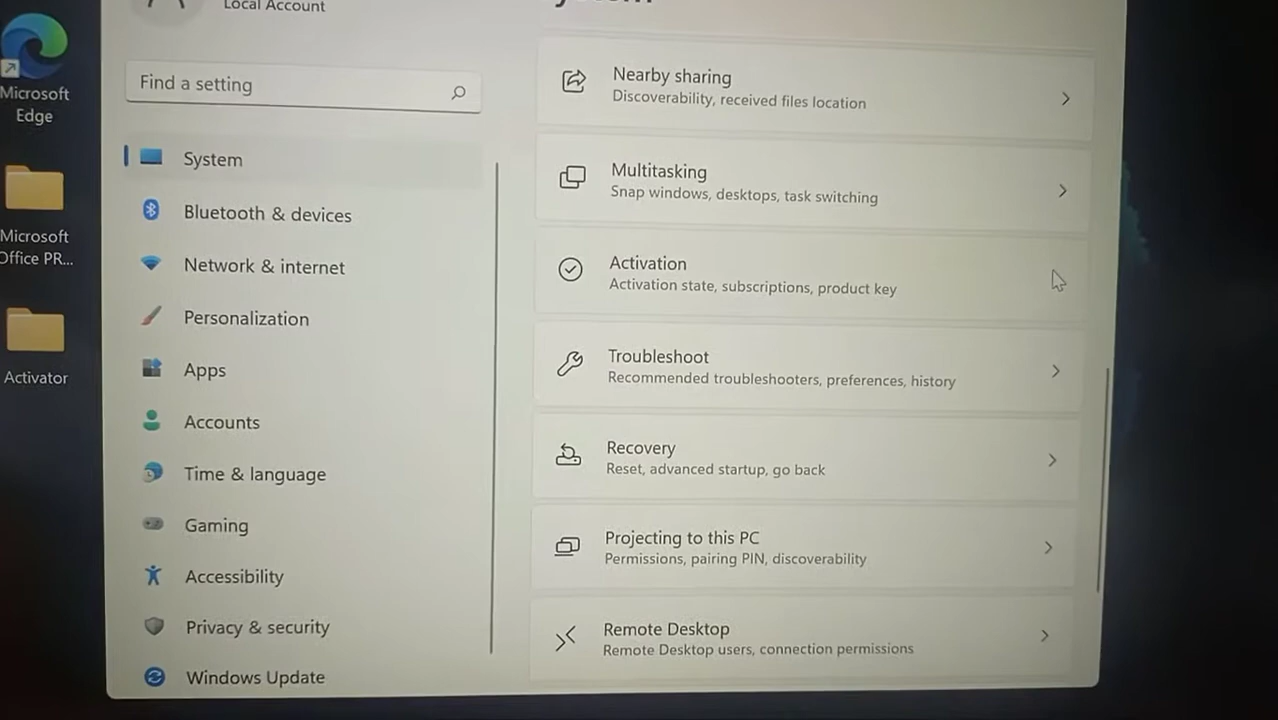 Local Account
Find a setting
System
Bluetooth & devices
Network & internet
Personalization
Apps
Accounts
Time & language
Gaming
Accessibility
Privacy & security
Windows Update
Nearby sharing
Discoverability, received files location
Multitasking
Snap windows, desktops, task switching
Activation
Activation state, subscriptions, product key
Troubleshoot
Recommended troubleshooters, preferences, history
Recovery
Reset, advanced startup, go back
Projecting to this PC
Permissions, pairing PIN, discoverability
Remote Desktop
Remote Desktop users, connection permissions
Microsoft
Edge
Microsoft
Office PR...
Activator